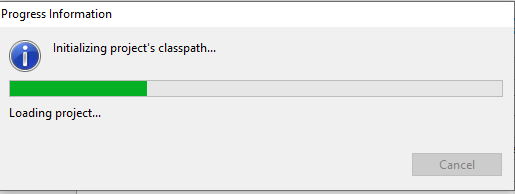 Progress Information
Initializing project's classpath...
Loading project...
Cancel